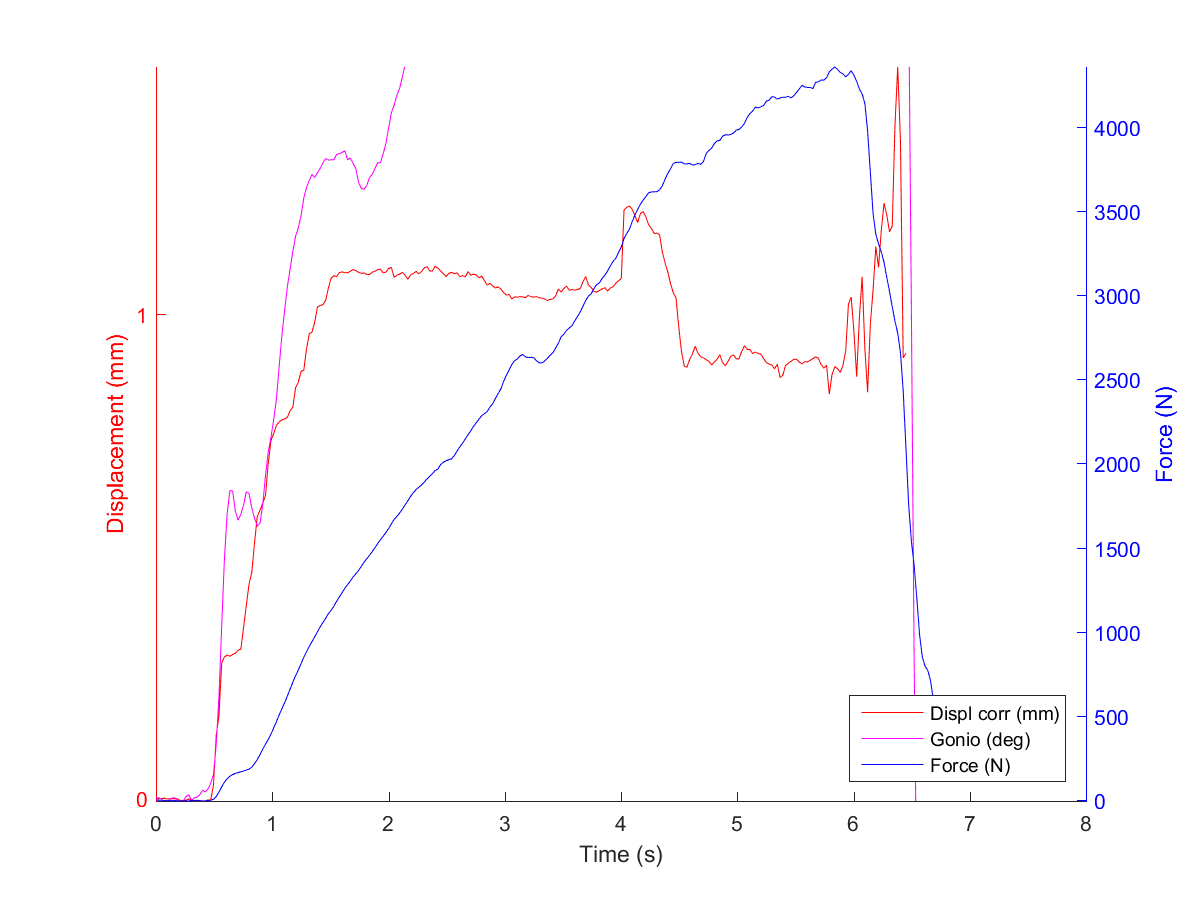 4000
3500
3000
2500
2000
1500
1000
500
0
Force (N)
1
0
Displacement (mm)
Displ corr (mm)
Gonio (deg)
Force (N)
0 1 2 3 4 5 6 7 8
Time (s)